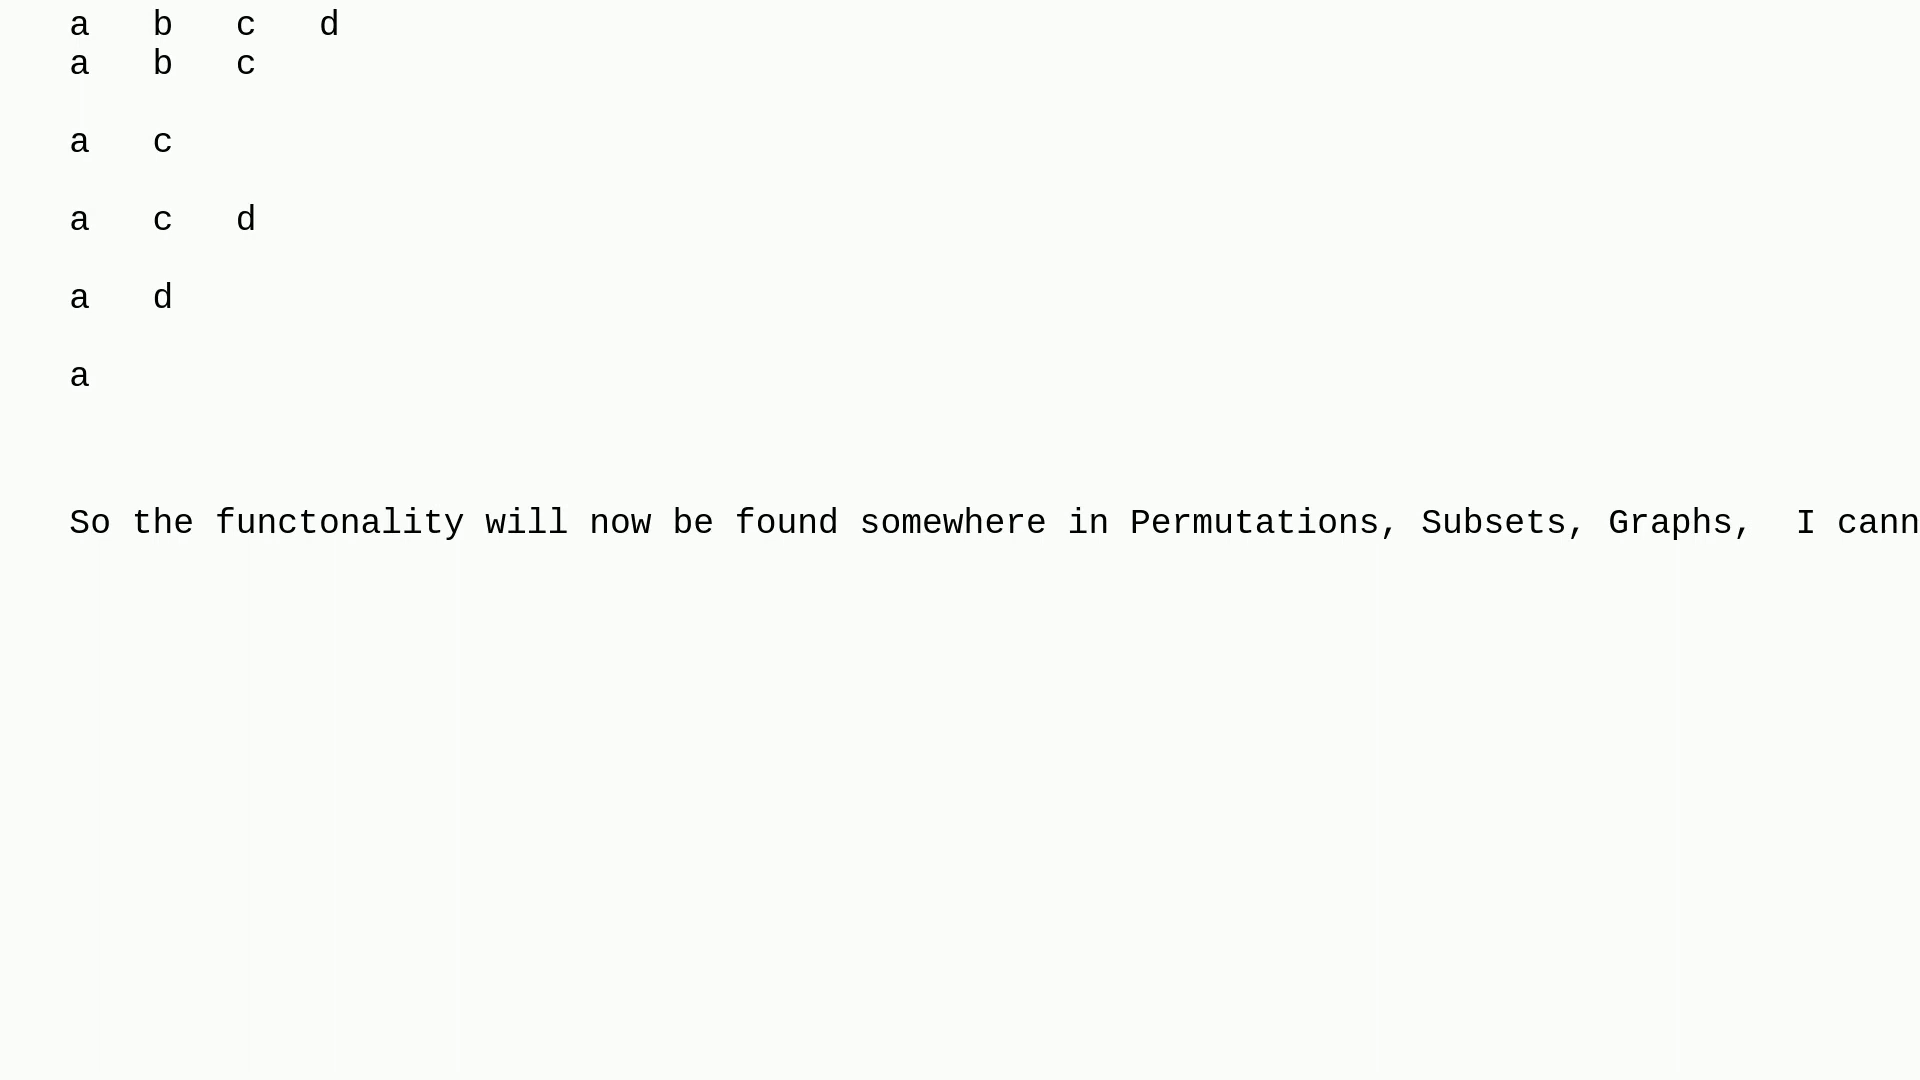 a   b   c   d
a   b   c
a   c
a   c   d
a   d
a
So the functonality will now be found somewhere in Permutations, Subsets, Graphs,  I cann